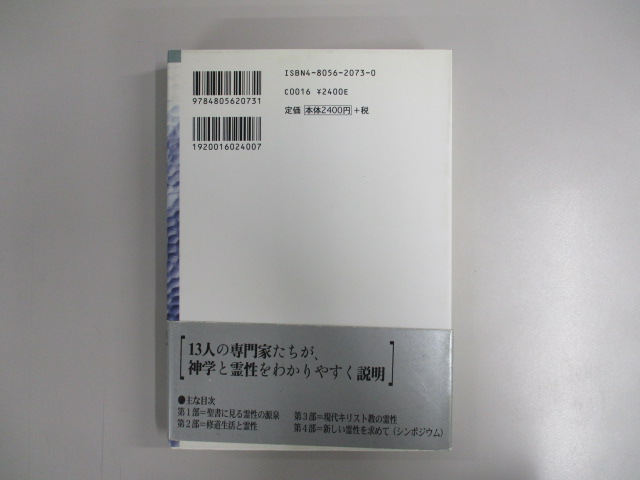 ISBN4-8056-2073-0
C0016 ¥2400E
定価 本体2400円 +税
9784805620731
1920016024007
13人の専門家たちが、
神学と霊性をわかりやすく説明
●主な目次
第1部=聖書に見る霊性の源泉
第2部=修道生活と霊性
第3部=現代キリスト教の霊性
第4部=新しい霊性を求めて（シンポジウム）